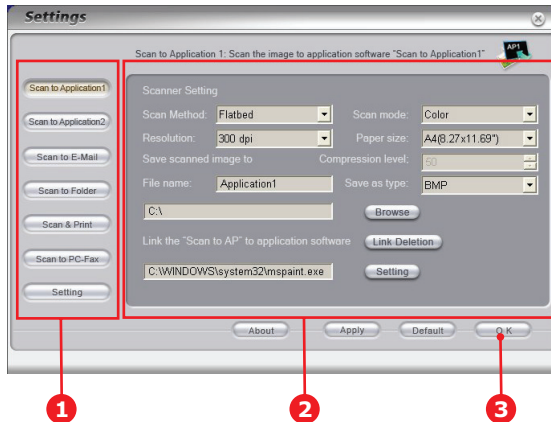 Settings
Scan to Application 1: Scan the image to application software "Scan to Application1"
AP1
Scan to Application1
Scan to Application2
Scan to E-Mail
Scan to Folder
Scan & Print
Scan to PC-Fax
Setting
Scanner Setting
Scan Method: Flatbed Scan mode: Color
Resolution: 300 dpi Paper size: A4(8.27x11.69")
Save scanned image to Compression level; 50
File name: Application1 Save as type: BMP
C:\ Browse
Link the "Scan to AP" to application software Link Deletion
C:\WINDOWS\system32\mspaint.exe Setting
About Apply Default O K
1 2 3